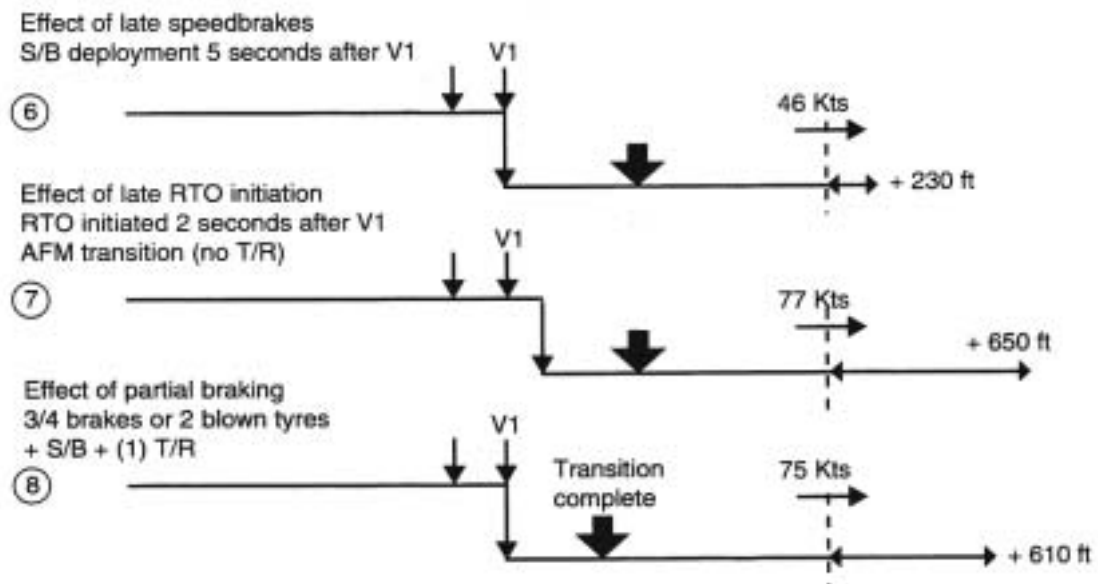 Effect of late speedbrakes
S/B deployment 5 seconds after V1
V1
6
46 Kts
+ 230 ft
Effect of late RTO initiation
RTO initiated 2 seconds after V1
AFM transition (no T/R)
V1
7
77 Kts
+ 650 ft
Effect of partial braking
3/4 brakes or 2 blown tyres
+ S/B + (1) T/R
V1
8
Transition
complete
75 Kts
+ 610 ft